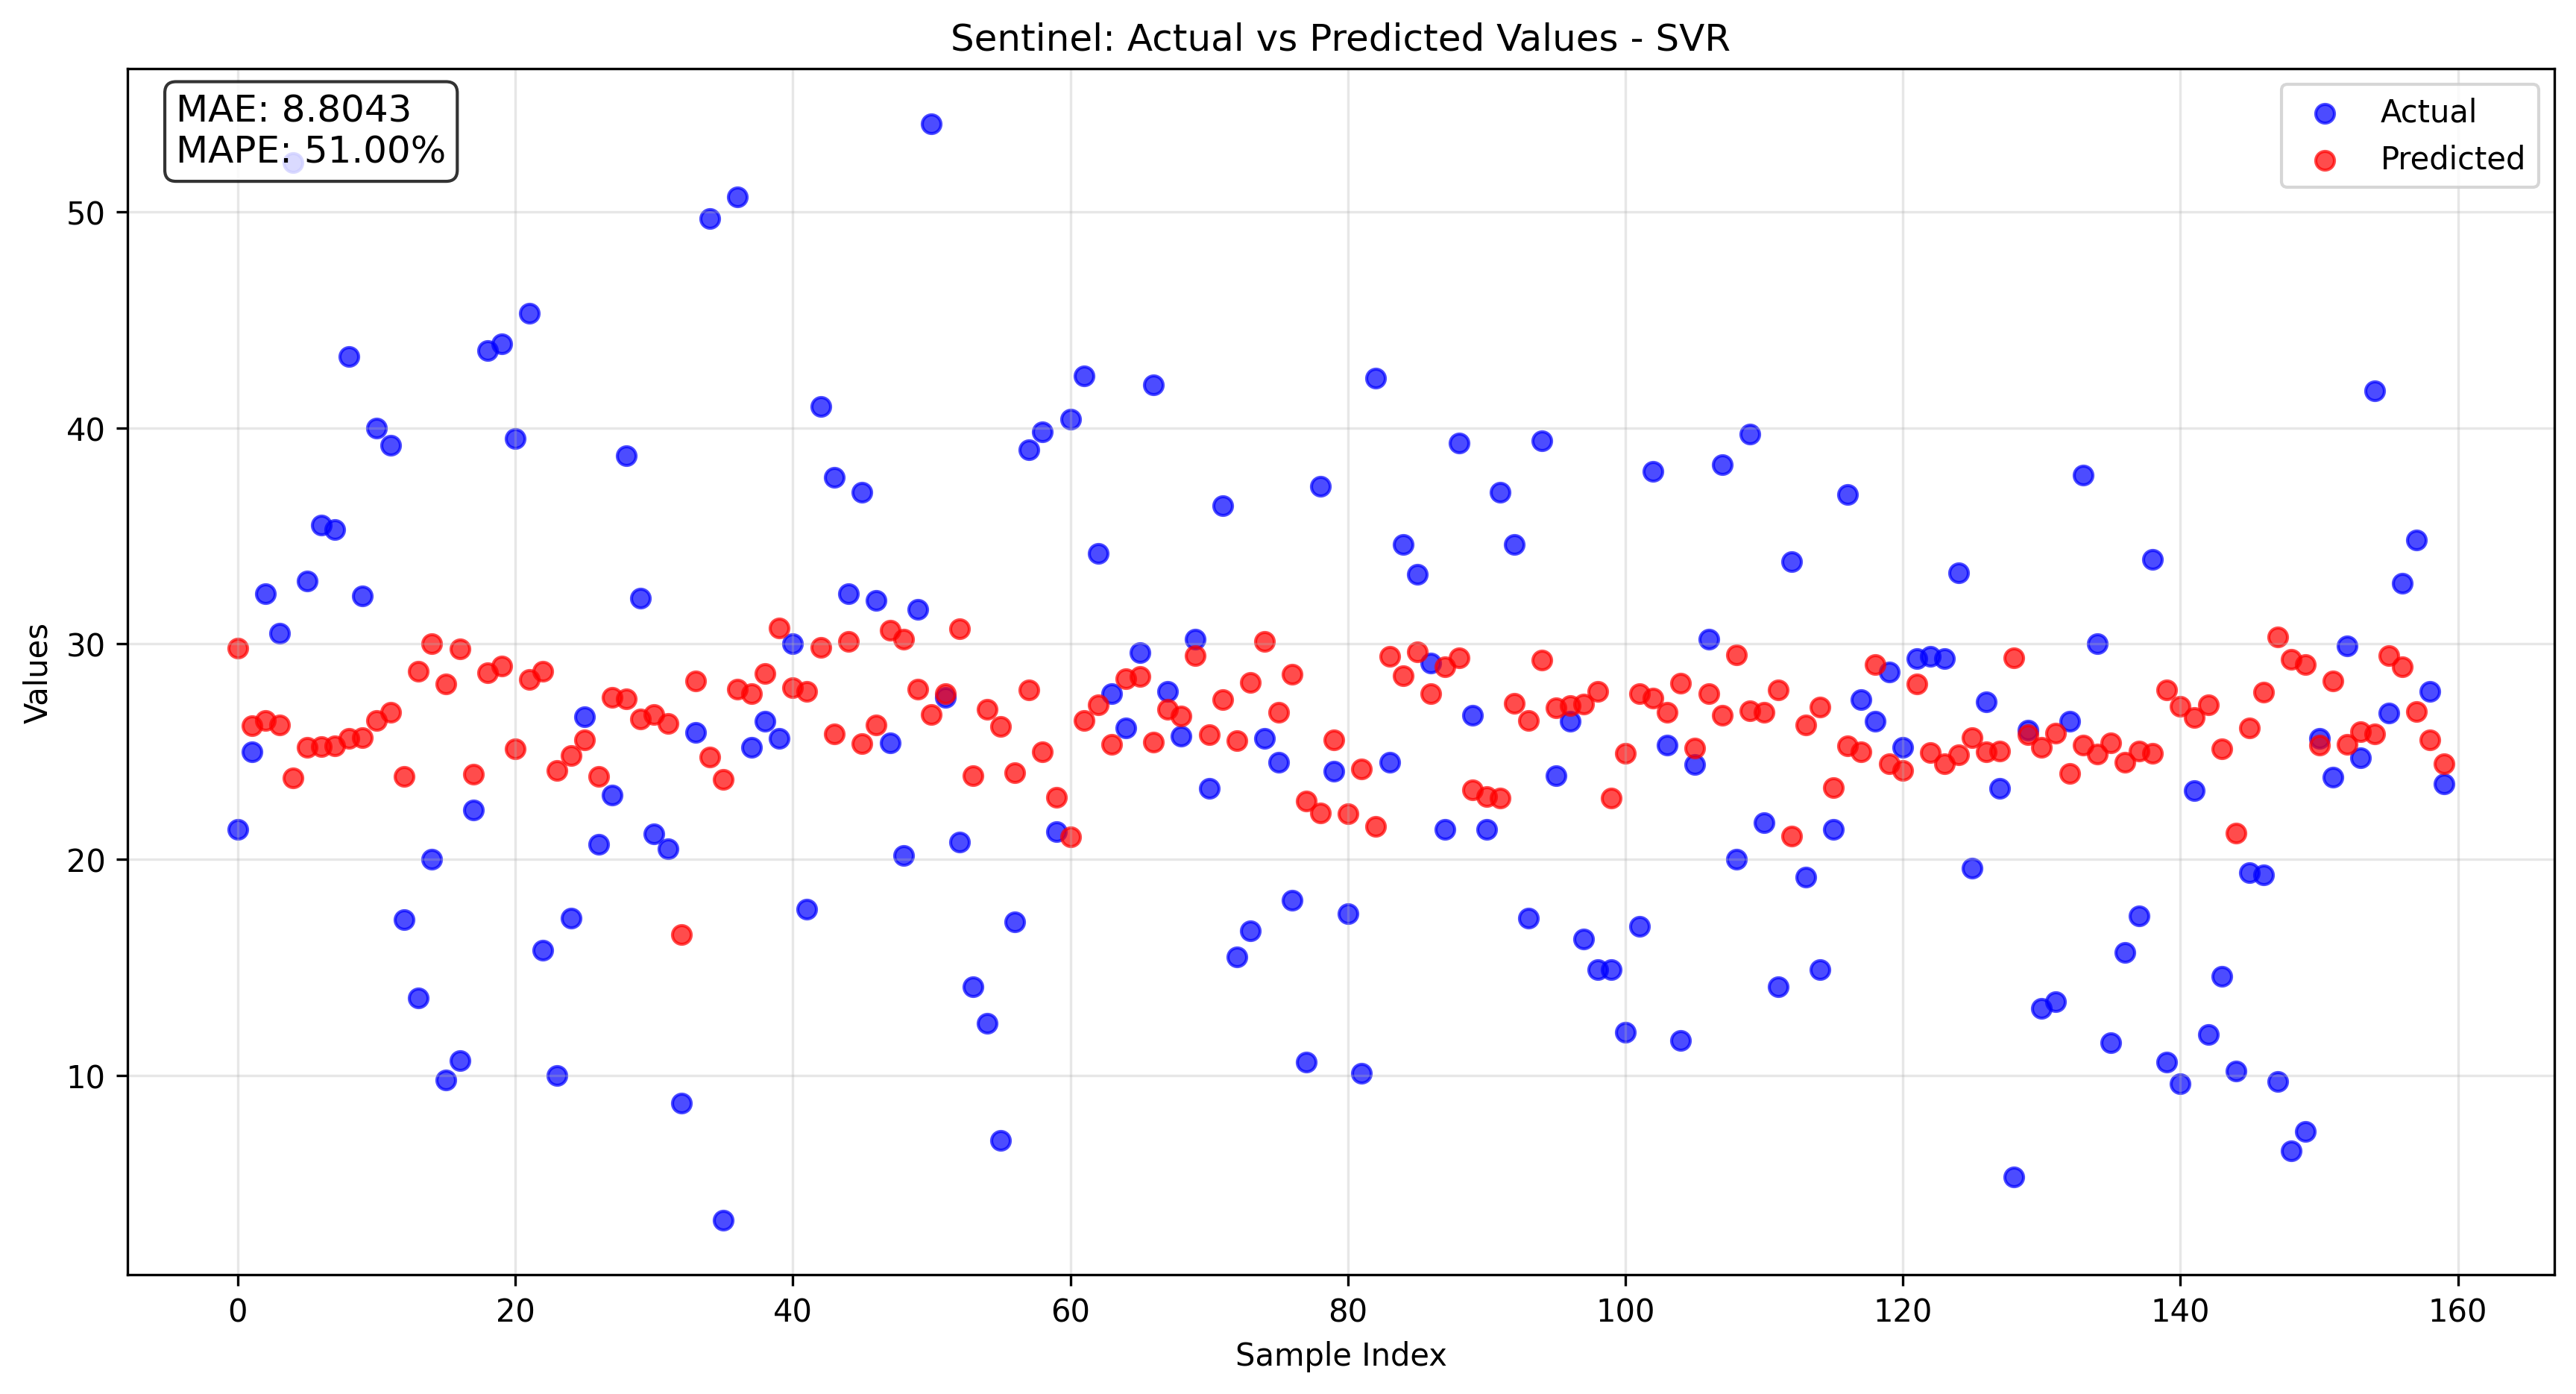 Sentinel: Actual vs Predicted Values - SVR
MAE: 8.8043
MAPE: 51.00%
Actual
Predicted
Values
50
40
30
20
10
0 20 40 60 80 100 120 140 160
Sample Index